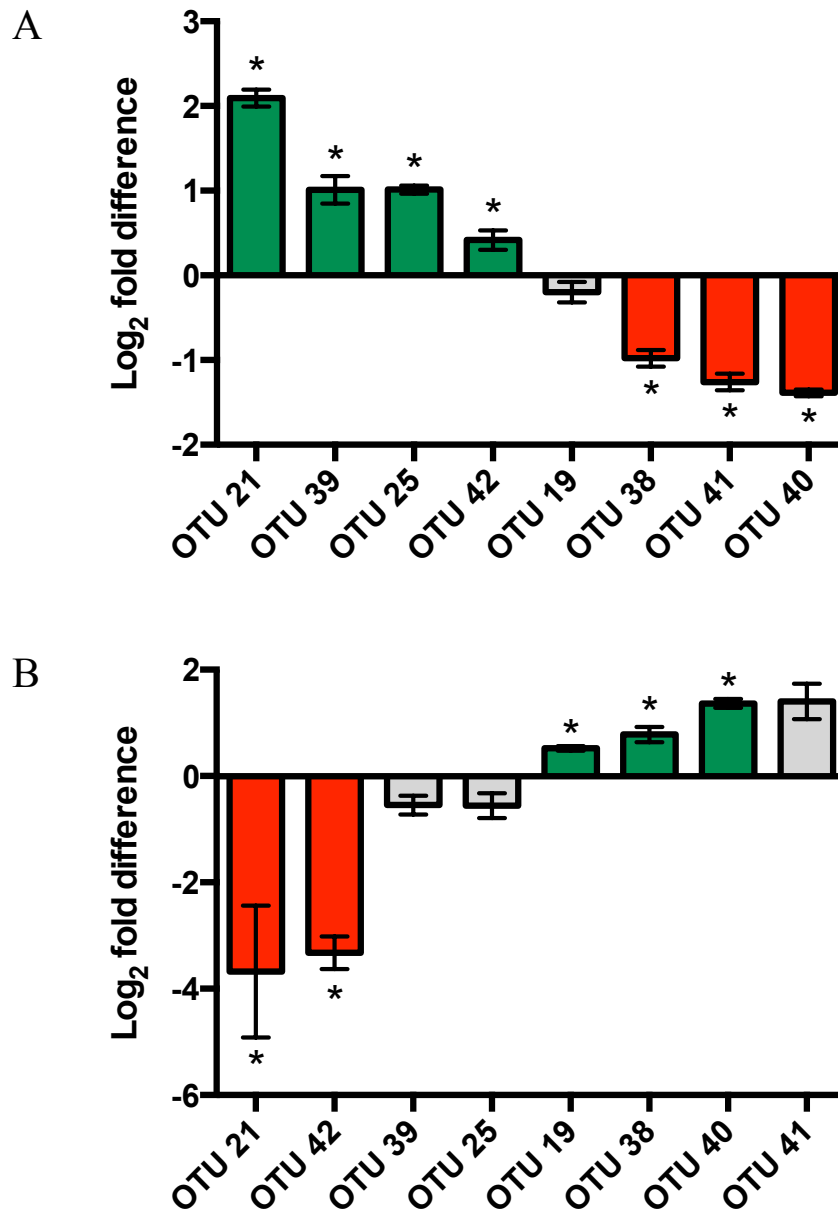 A
Log₂ fold difference
3
2
1
0
-1
-2
* * * * * * *
OTU 21 OTU 39 OTU 25 OTU 42 OTU 19 OTU 38 OTU 41 OTU 40
B
Log₂ fold difference
2
0
-2
-4
-6
* * * * *
OTU 21 OTU 42 OTU 39 OTU 25 OTU 19 OTU 38 OTU 40 OTU 41